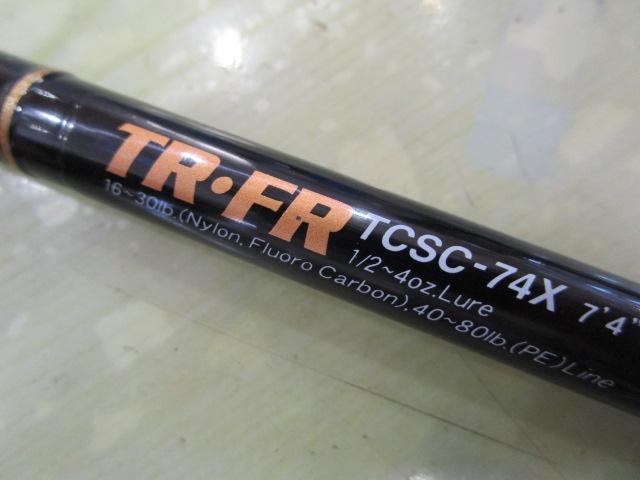 TR·FR TCSC-74X 7'4"
1/2~4oz.Lure
16~30lb.(Nylon, Fluoro Carbon), 40~80lb.(PE)Line